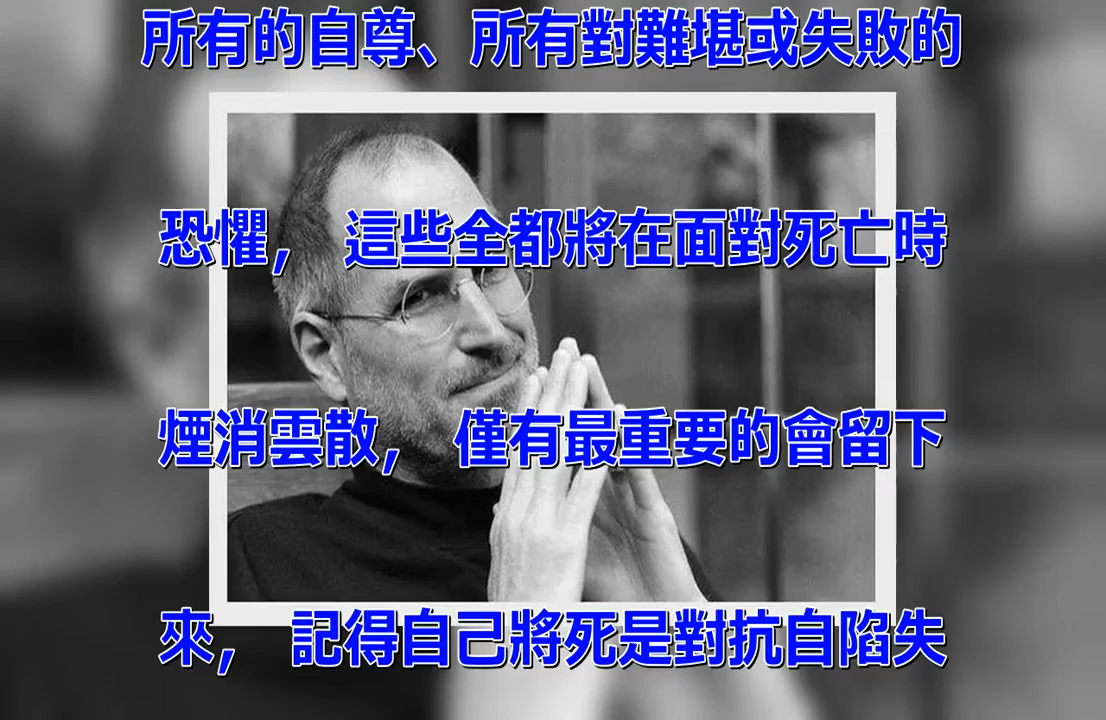 所有的自尊、所有對難堪或失敗的
恐懼， 這些全都將在面對死亡時
煙消雲散， 僅有最重要的會留下
來， 記得自己將死是對抗自陷失